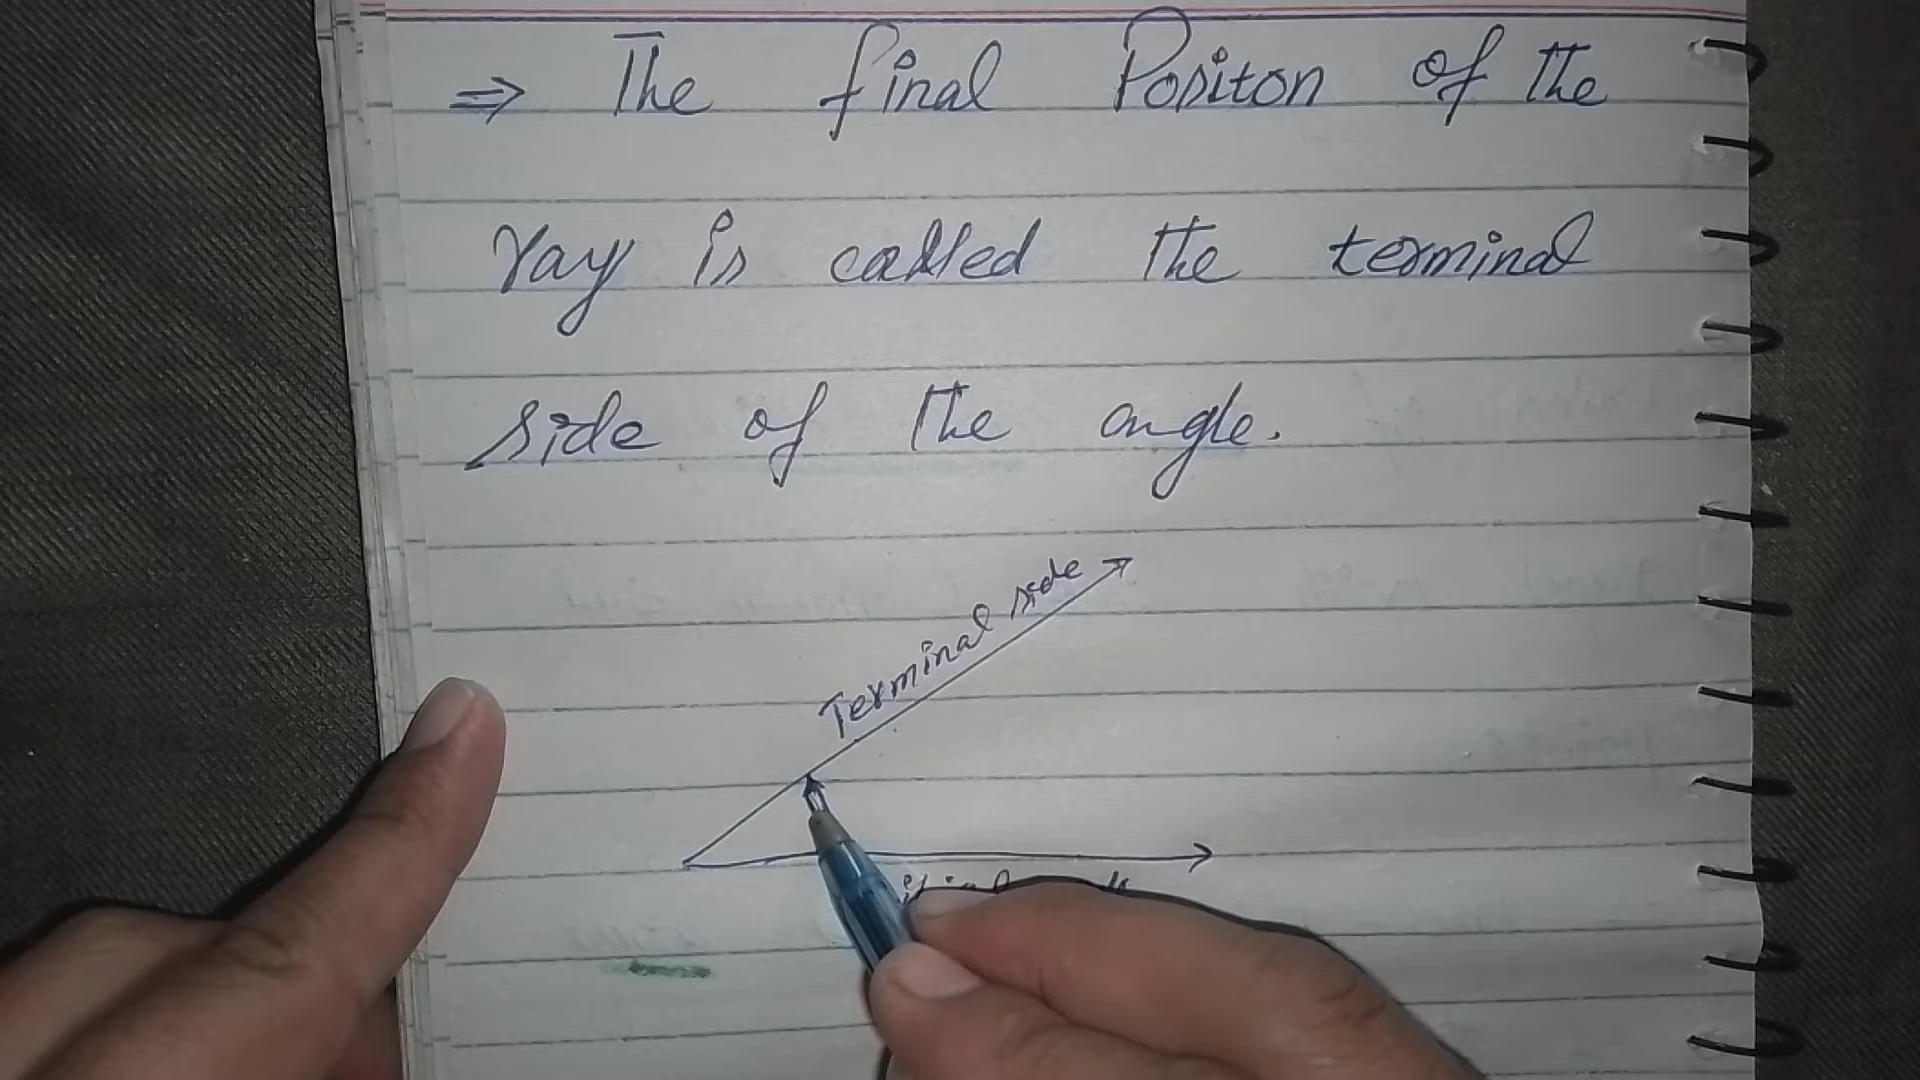 ⇒ The final Positon of the
ray is called the terminal
side of the angle.
Terminal side